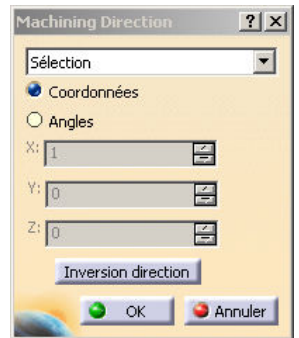 Machining Direction
Sélection
Coordonnées
Angles
X: 1
Y: 0
Z: 0
Inversion direction
OK Annuler